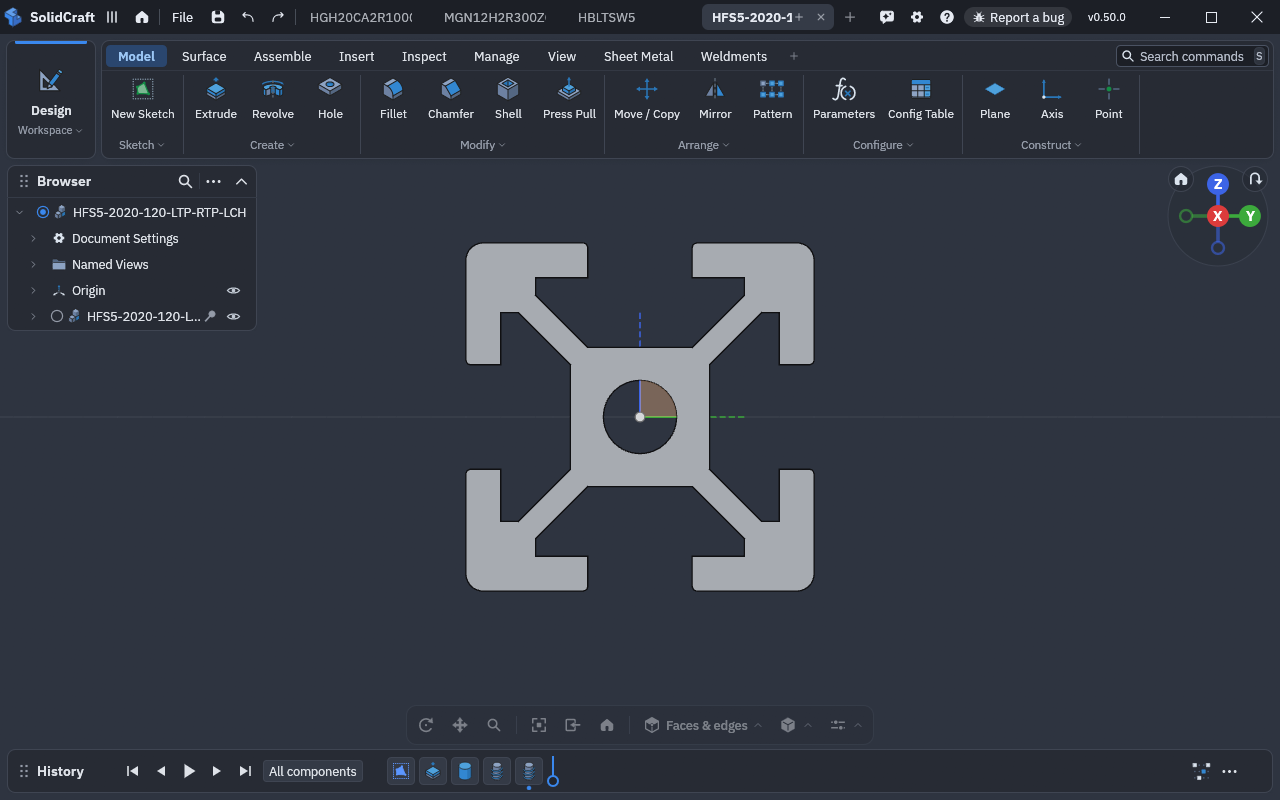 SolidCraft
File
HGH20CA2R100
MGN12H2R300Z
HBLTSW5
HFS5-2020-1
Report a bug
v0.50.0
Design
Workspace
Model
Surface
Assemble
Insert
Inspect
Manage
View
Sheet Metal
Weldments
Search commands
S
New Sketch
Extrude
Revolve
Hole
Fillet
Chamfer
Shell
Press Pull
Move / Copy
Mirror
Pattern
Parameters
Config Table
Plane
Axis
Point
Sketch
Create
Modify
Arrange
Configure
Construct
Browser
HFS5-2020-120-LTP-RTP-LCH
Document Settings
Named Views
Origin
HFS5-2020-120-L...
Z
X
Y
Faces & edges
History
All components